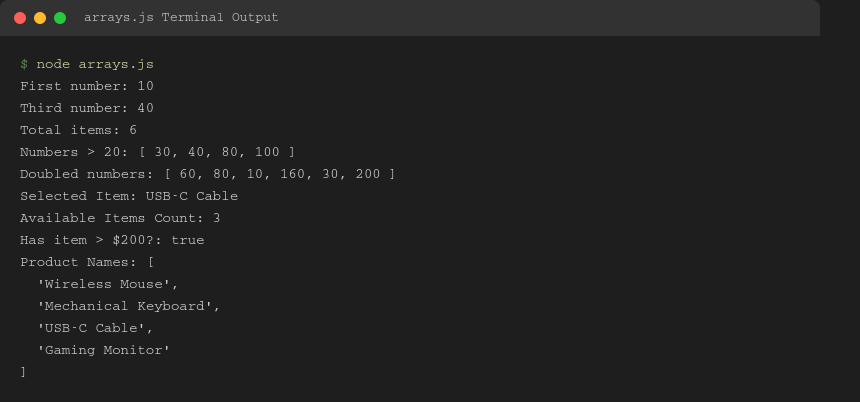 arrays.js Terminal Output
$ node arrays.js
First number: 10
Third number: 40
Total items: 6
Numbers > 20: [ 30, 40, 80, 100 ]
Doubled numbers: [ 60, 80, 10, 160, 30, 200 ]
Selected Item: USB-C Cable
Available Items Count: 3
Has item > $200?: true
Product Names: [
  'Wireless Mouse',
  'Mechanical Keyboard',
  'USB-C Cable',
  'Gaming Monitor'
]